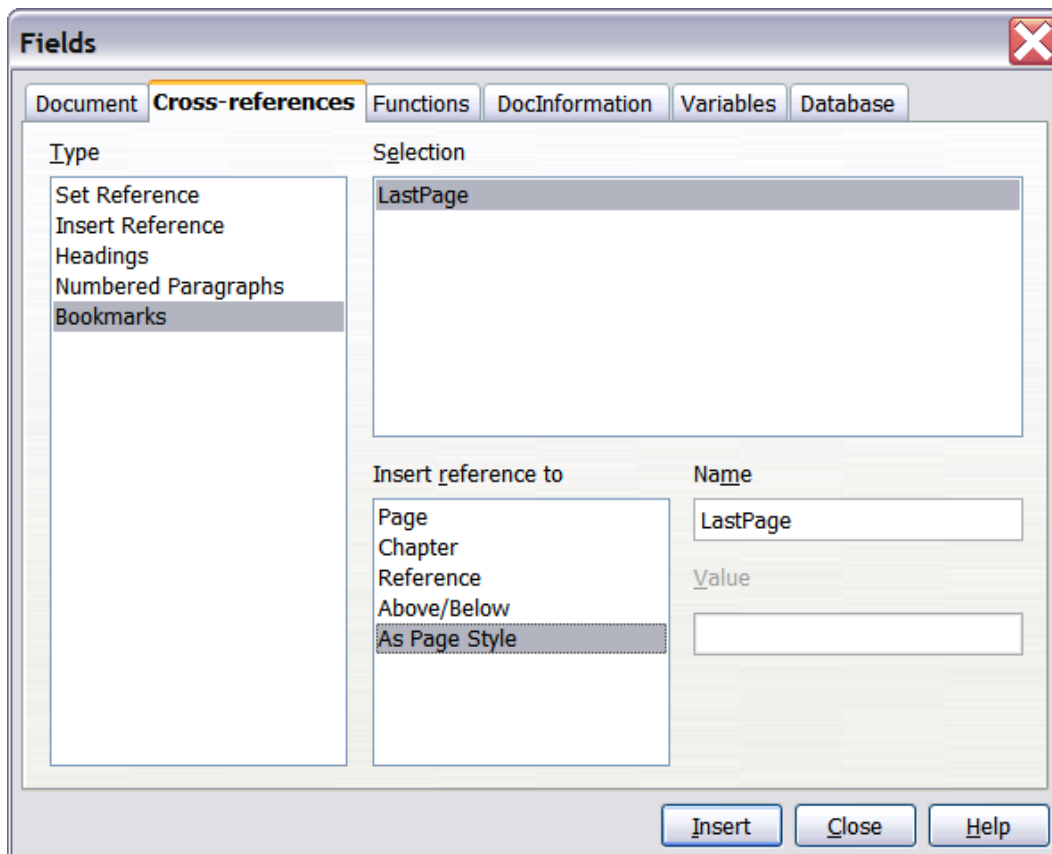 Fields
Document Cross-references Functions DocInformation Variables Database
Type
Set Reference
Insert Reference
Headings
Numbered Paragraphs
Bookmarks
Selection
LastPage
Insert reference to
Page
Chapter
Reference
Above/Below
As Page Style
Name
LastPage
Value
Insert Close Help